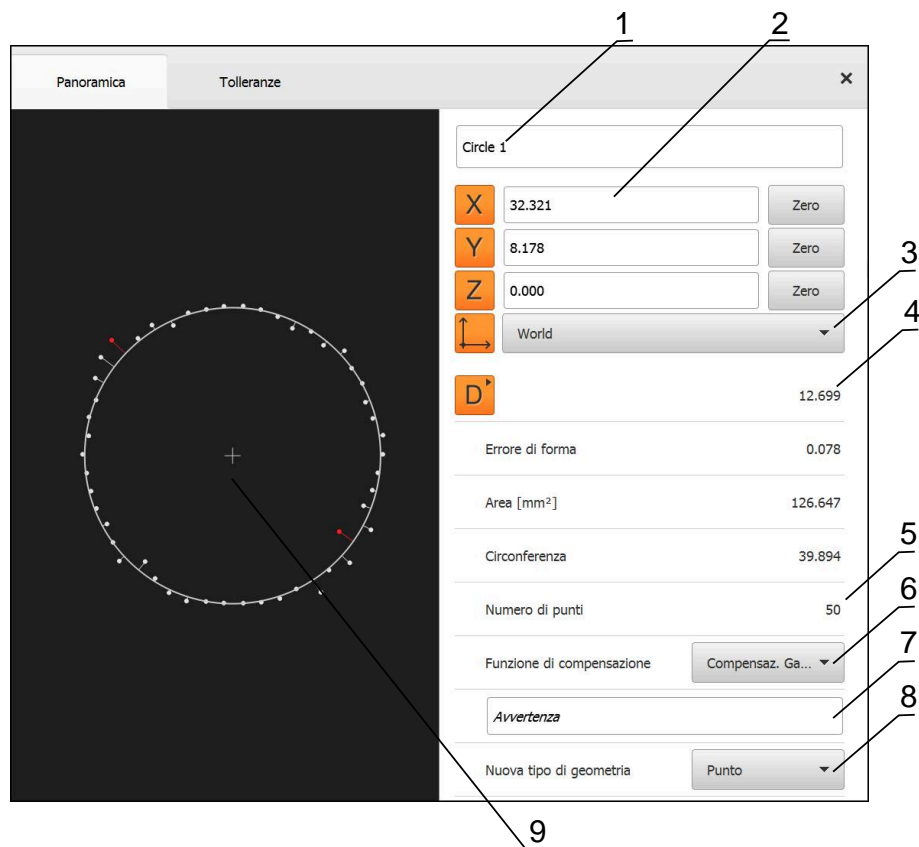 1
2
Panoramica Tolleranze ×
Circle 1
X 32.321 Zero
Y 8.178 Zero
Z 0.000 Zero
World
3
4
D 12.699
Errore di forma 0.078
Area [mm²] 126.647
Circonferenza 39.894
5
Numero di punti 50
6
Funzione di compensazione Compensaz. Ga...
7
Avvertenza
8
Nuova tipo di geometria Punto
9